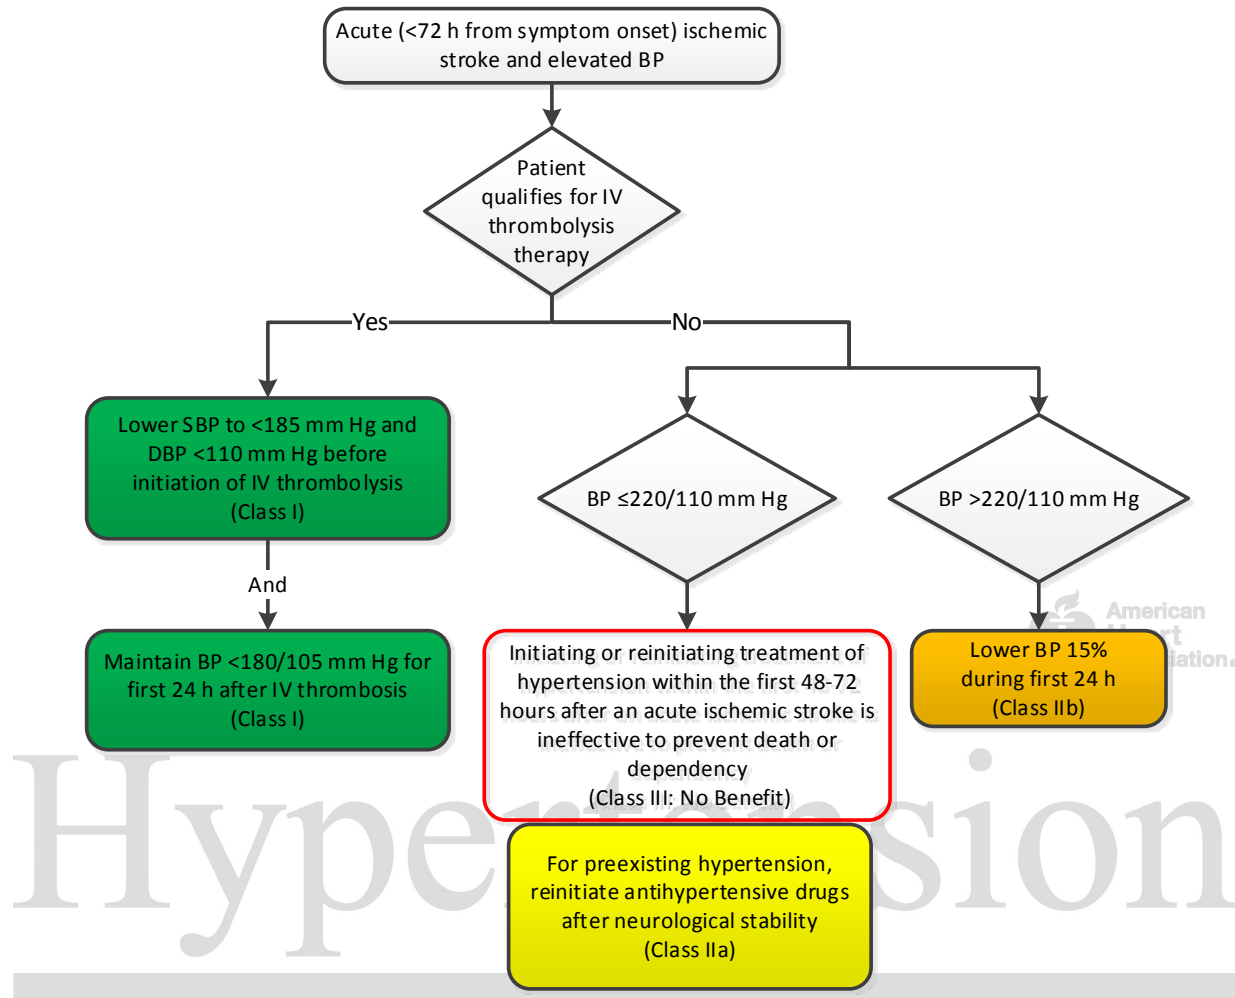 Acute (<72 h from symptom onset) ischemic
stroke and elevated BP
Patient
qualifies for IV
thrombolysis
therapy
Yes
No
Lower SBP to <185 mm Hg and
DBP <110 mm Hg before
initiation of IV thrombolysis
(Class I)
And
Maintain BP <180/105 mm Hg for
first 24 h after IV thrombosis
(Class I)
BP ≤220/110 mm Hg
BP >220/110 mm Hg
Initiating or reinitiating treatment of
hypertension within the first 48-72
hours after an acute ischemic stroke is
ineffective to prevent death or
dependency
(Class III: No Benefit)
For preexisting hypertension,
reinitiate antihypertensive drugs
after neurological stability
(Class IIa)
Lower BP 15%
during first 24 h
(Class IIb)
American